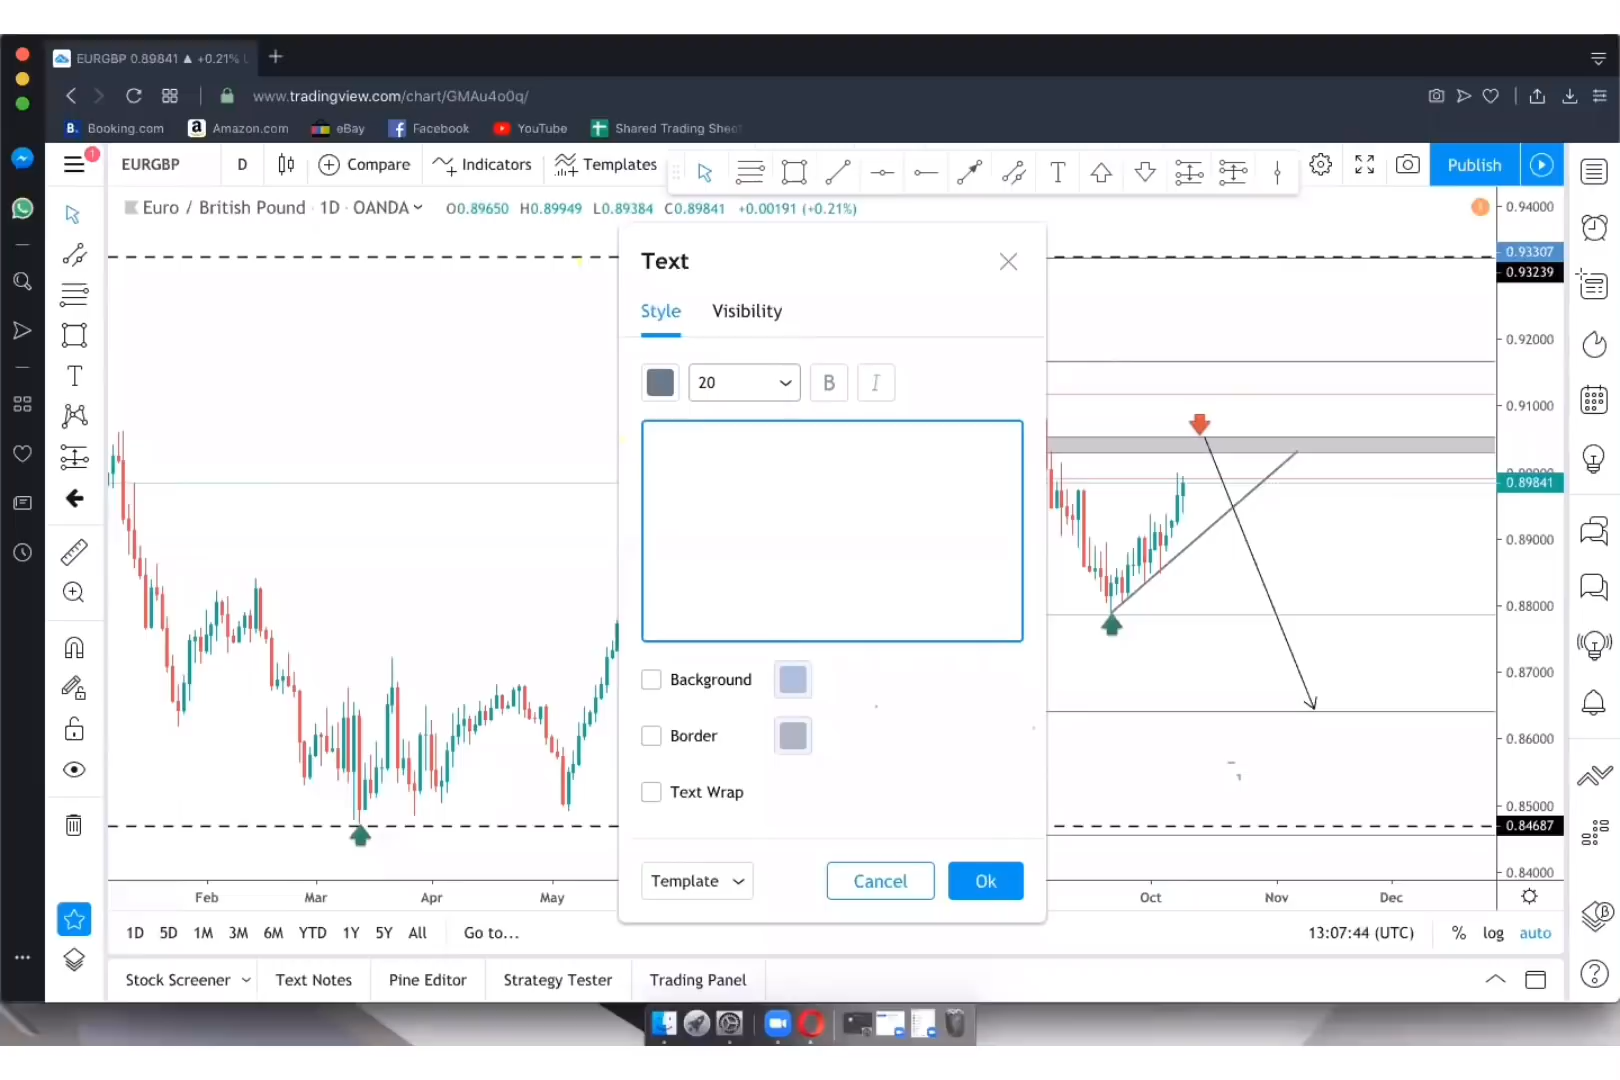 EURGBP 0.89841 ▲ +0.21%
www.tradingview.com/chart/GMAu4o0q/
B. Booking.com
a Amazon.com
eBay
Facebook
YouTube
Shared Trading Sheet
1
EURGBP
D
Compare
Indicators
Templates
T
Publish
Euro / British Pound · 1D · OANDA
O0.89650 H0.89949 L0.89384 C0.89841 +0.00191 (+0.21%)
Text
Style
Visibility
20
B
I
Background
Border
Text Wrap
Template
Cancel
Ok
T
0.94000
0.93307
0.93239
0.92000
0.91000
0.89841
0.89000
0.88000
0.87000
0.86000
0.85000
0.84687
0.84000
Feb
Mar
Apr
May
Oct
Nov
Dec
1D
5D
1M
3M
6M
YTD
1Y
5Y
All
Go to...
13:07:44 (UTC)
%
log
auto
Stock Screener
Text Notes
Pine Editor
Strategy Tester
Trading Panel